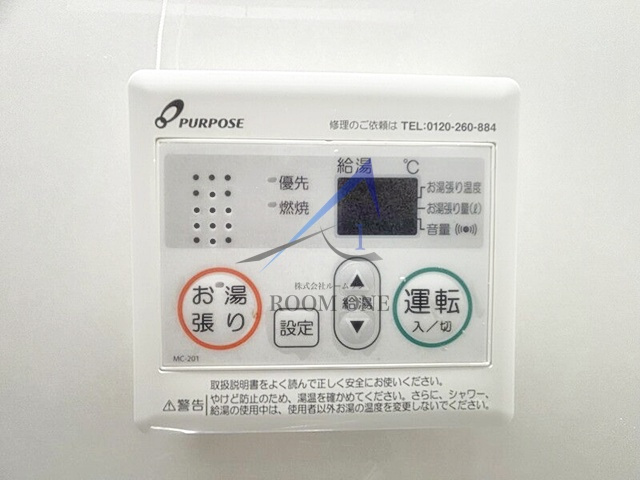 PURPOSE 修理のご依頼は TEL:0120-260-884
給湯 ℃
優先
燃焼
お湯張り温度
お湯張り量(ℓ)
音量
株式会社ルーム
ROOM ONE
お湯張り
設定
給湯
運転
入/切
MC-201
取扱説明書をよく読んで正しく安全にお使いください。
警告 やけど防止のため、湯温を確かめてください。さらに、シャワー、
給湯の使用中は、使用者以外お湯の温度を変更しないでください。